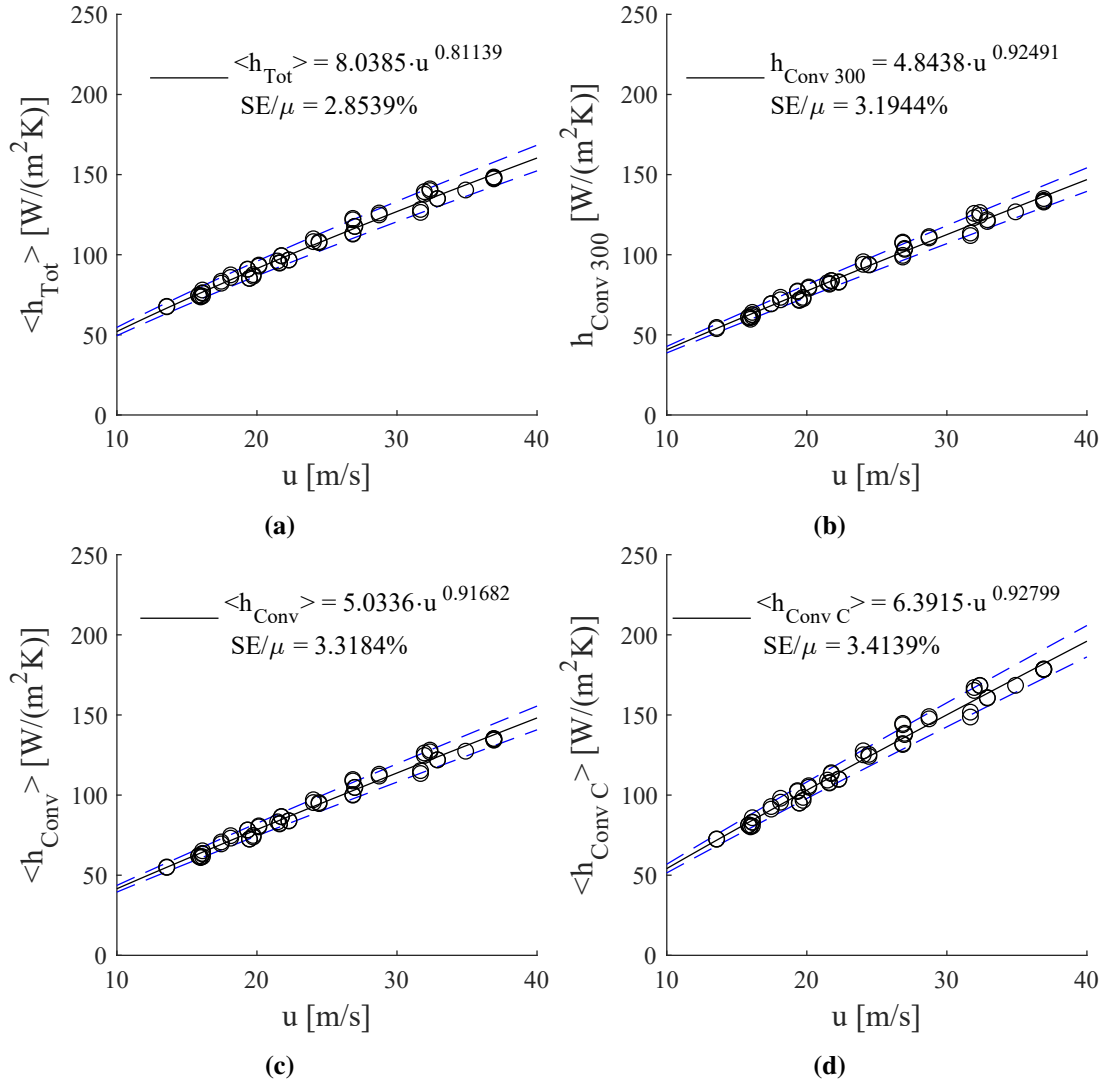 <h_Tot> = 8.0385·u^0.81139
SE/μ = 2.8539%
250
200
150
100
50
0
10 20 30 40
<h_Tot> [W/(m²K)]
u [m/s]
(a)
h_Conv 300 = 4.8438·u^0.92491
SE/μ = 3.1944%
250
200
150
100
50
0
10 20 30 40
h_Conv 300 [W/(m²K)]
u [m/s]
(b)
<h_Conv> = 5.0336·u^0.91682
SE/μ = 3.3184%
250
200
150
100
50
0
10 20 30 40
<h_Conv> [W/(m²K)]
u [m/s]
(c)
<h_Conv C> = 6.3915·u^0.92799
SE/μ = 3.4139%
250
200
150
100
50
0
10 20 30 40
<h_Conv C> [W/(m²K)]
u [m/s]
(d)